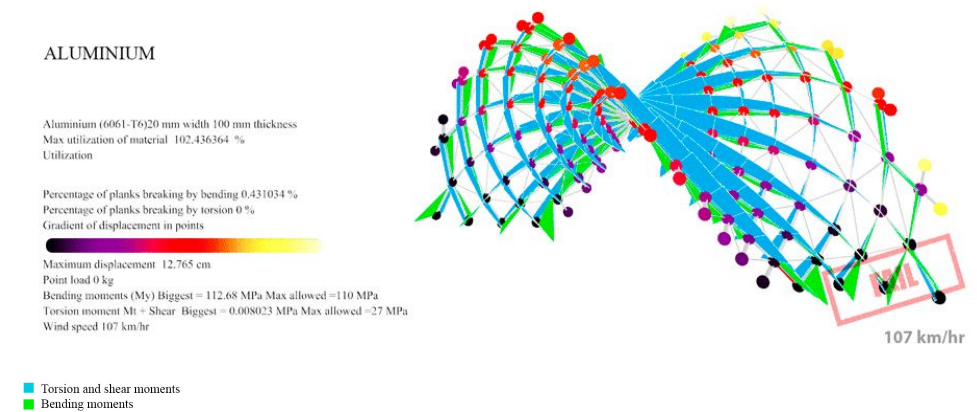 ALUMINIUM
Aluminium (6061-T6)20 mm width 100 mm thickness
Max utilization of material 102.436364 %
Utilization
Percentage of planks breaking by bending 0.431034 %
Percentage of planks breaking by torsion 0 %
Gradient of displacement in points
Maximum displacement 12.765 cm
Point load 0 kg
Bending moments (My) Biggest = 112.68 MPa Max allowed =110 MPa
Torsion moment Mt + Shear Biggest = 0.008023 MPa Max allowed =27 MPa
Wind speed 107 km/hr
107 km/hr
Torsion and shear moments
Bending moments